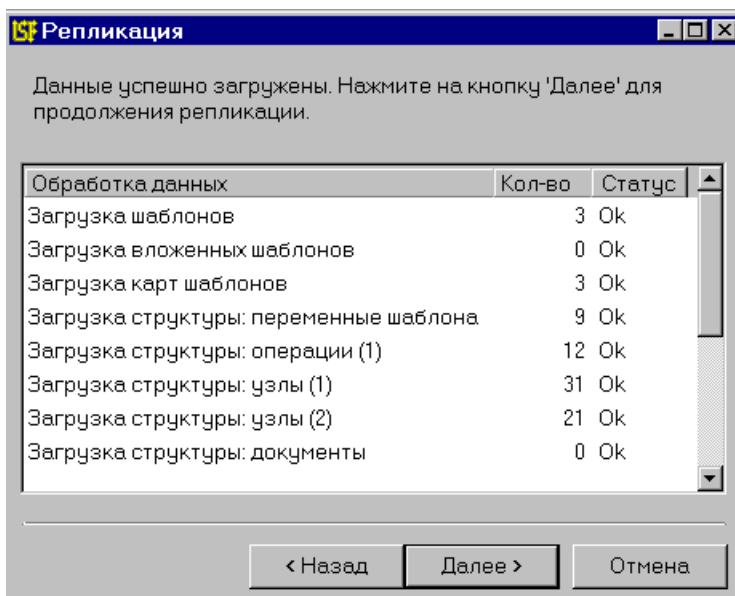 Репликация
Данные успешно загружены. Нажмите на кнопку 'Далее' для
продолжения репликации.
Обработка данных Кол-во Статус
Загрузка шаблонов 3 Ok
Загрузка вложенных шаблонов 0 Ok
Загрузка карт шаблонов 3 Ok
Загрузка структуры: переменные шаблона 9 Ok
Загрузка структуры: операции (1) 12 Ok
Загрузка структуры: узлы (1) 31 Ok
Загрузка структуры: узлы (2) 21 Ok
Загрузка структуры: документы 0 Ok
< Назад Далее > Отмена